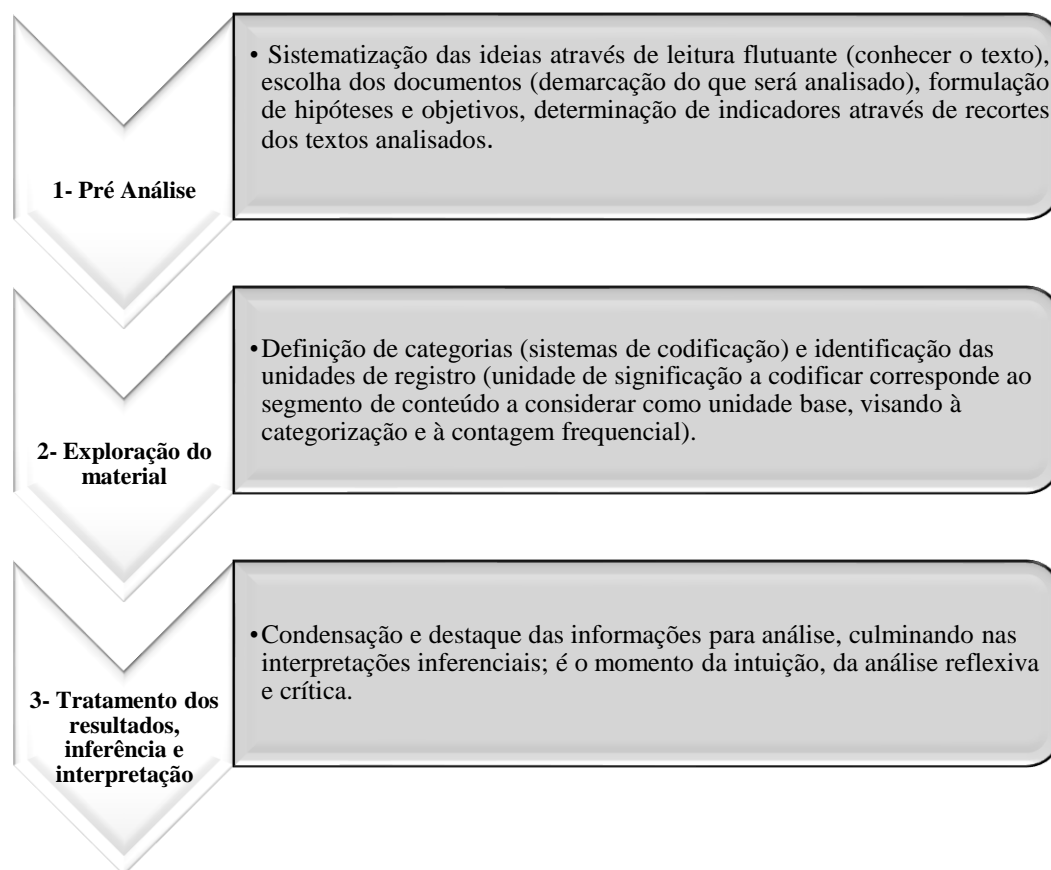 • Sistematização das ideias através de leitura flutuante (conhecer o texto),
escolha dos documentos (demarcação do que será analisado), formulação
de hipóteses e objetivos, determinação de indicadores através de recortes
dos textos analisados.
1- Pré Análise
•Definição de categorias (sistemas de codificação) e identificação das
unidades de registro (unidade de significação a codificar corresponde ao
segmento de conteúdo a considerar como unidade base, visando à
categorização e à contagem frequencial).
2- Exploração do
material
•Condensação e destaque das informações para análise, culminando nas
interpretações inferenciais; é o momento da intuição, da análise reflexiva
e crítica.
3- Tratamento dos
resultados,
inferência e
interpretação